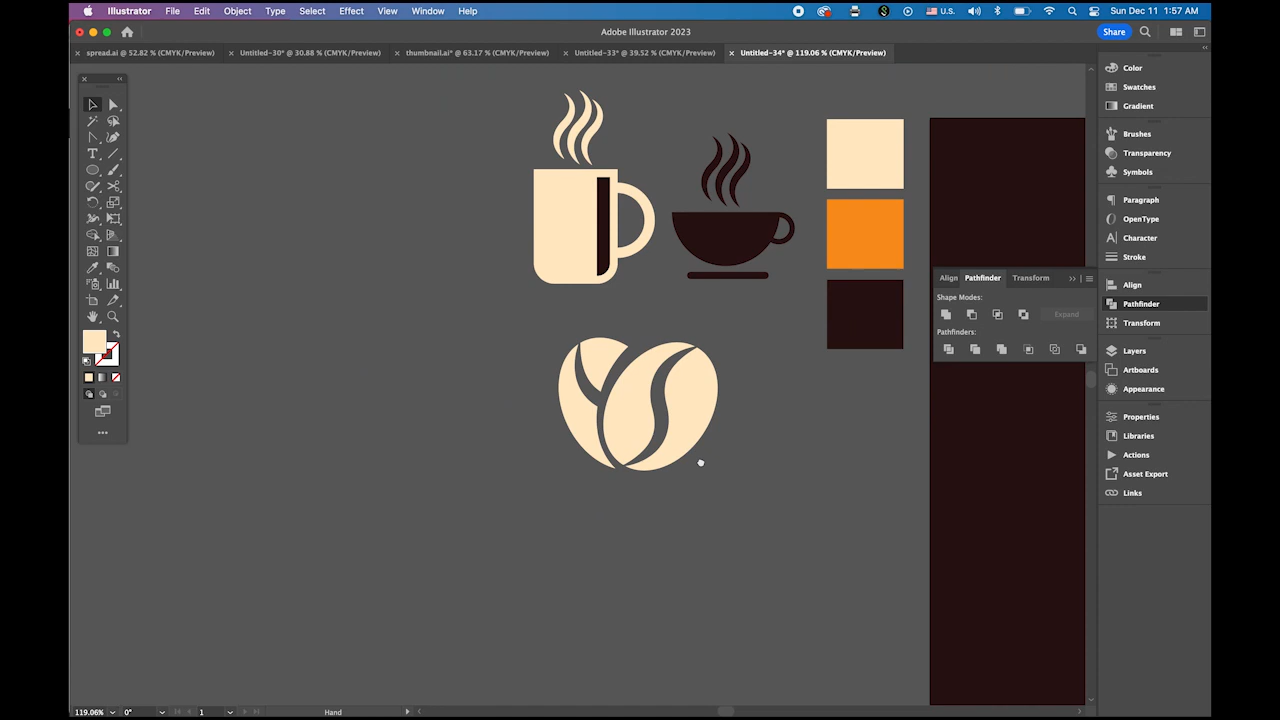 Illustrator File Edit Object Type Select Effect View Window Help U.S. Sun Dec 11 1:57 AM
Adobe Illustrator 2023
Share
spread.ai @ 52.82 % (CMYK/Preview)
Untitled-30* @ 30.88 % (CMYK/Preview)
thumbnail.ai* @ 63.17 % (CMYK/Preview)
Untitled-33* @ 39.52 % (CMYK/Preview)
Untitled-34* @ 119.06 % (CMYK/Preview)
Color
Swatches
Gradient
Brushes
Transparency
Symbols
Paragraph
OpenType
Character
Stroke
Align
Pathfinder
Transform
Layers
Artboards
Appearance
Properties
Libraries
Actions
Asset Export
Links
Align Pathfinder Transform
Shape Modes:
Expand
Pathfinders:
119.06% 0° 1 Hand